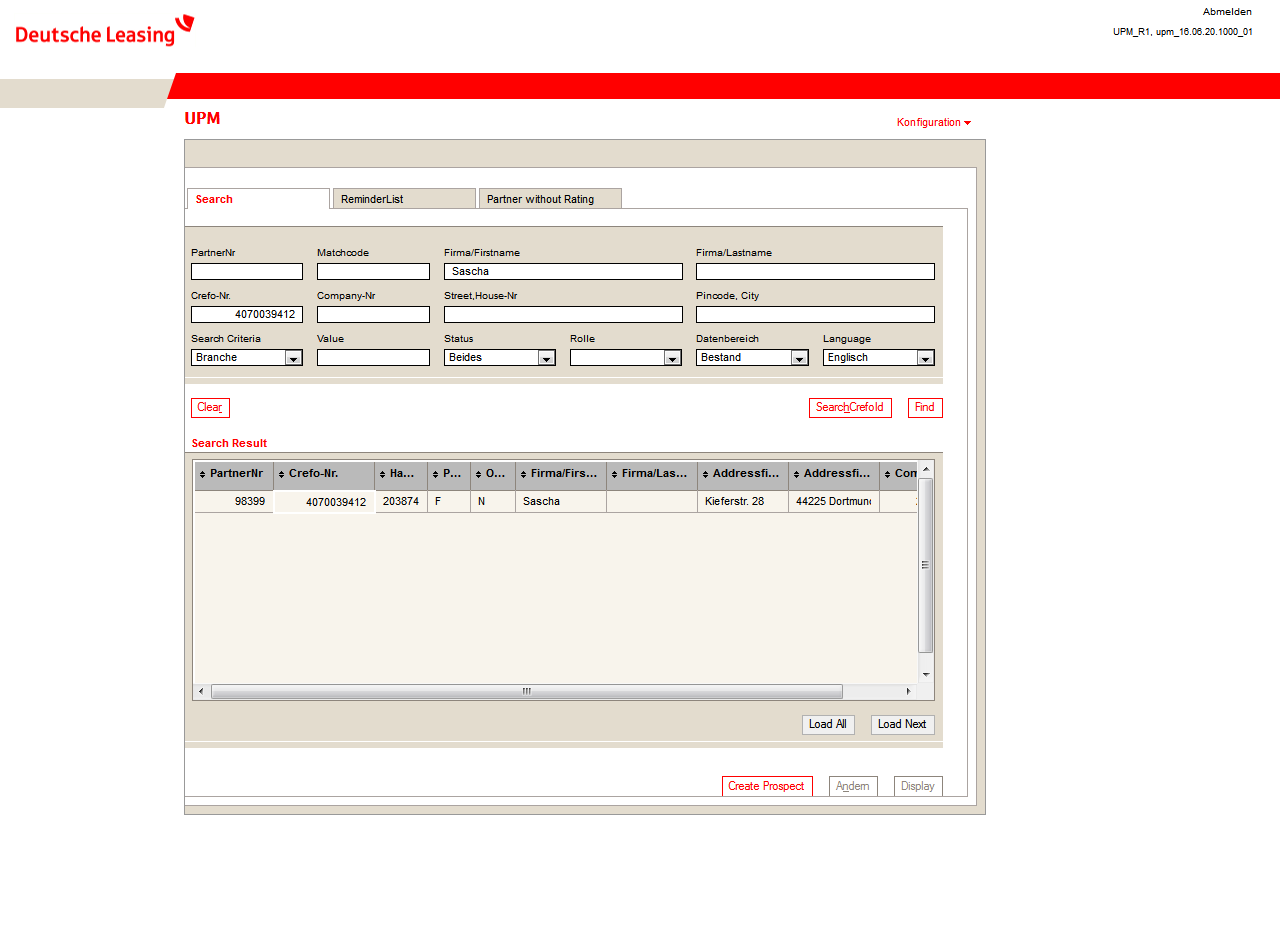 Deutsche Leasing
Abmelden
UPM_R1, upm_16.06.20.1000_01
UPM
Konfiguration
Search ReminderList Partner without Rating
PartnerNr Matchcode Firma/Firstname Firma/Lastname
Sascha
Crefo-Nr. Company-Nr Street,House-Nr Pincode, City
4070039412
Search Criteria Value Status Rolle Datenbereich Language
Branche Beides Bestand Englisch
Clear SearchCrefoId Find
Search Result
PartnerNr Crefo-Nr. Ha... P... O... Firma/Firs... Firma/Las... Addressfi... Addressfi... Con
98399 4070039412 203874 F N Sascha Kieferstr. 28 44225 Dortmund
Load All Load Next
Create Prospect Andern Display